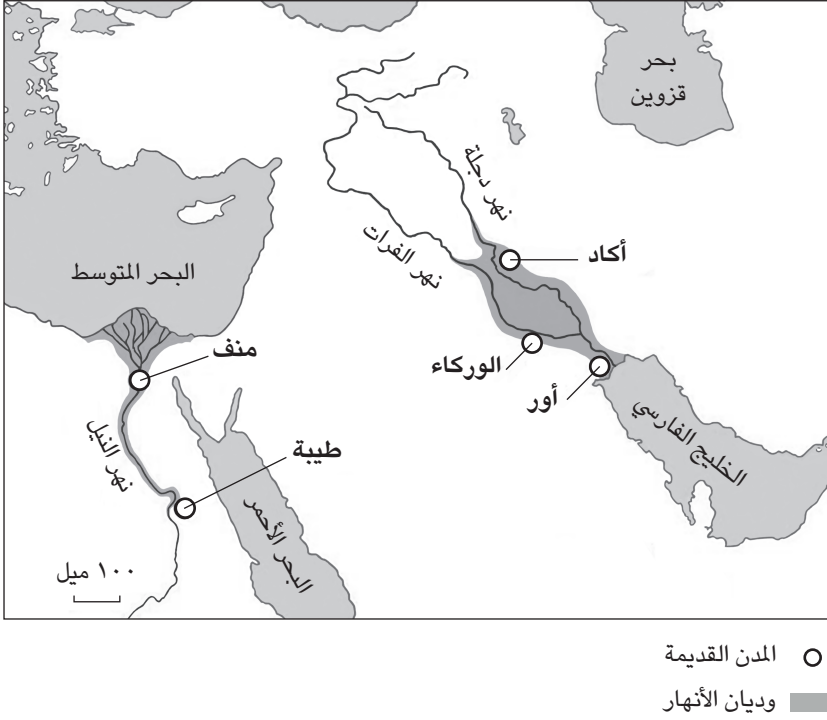 بحر
قزوين
نهر دجلة
نهر الفرات
أكاد
البحر المتوسط
منف
الوركاء
أور
الخليج الفارسي
نهر النيل
طيبة
البحر الأحمر
١٠٠ ميل
المدن القديمة
وديان الأنهار